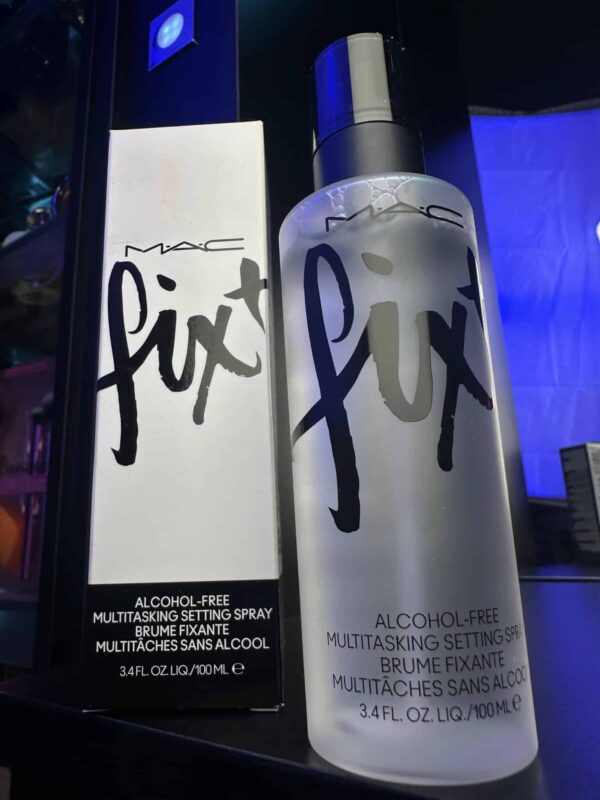 M·A·C
fix+
ALCOHOL-FREE
MULTITASKING SETTING SPRAY
BRUME FIXANTE
MULTITÂCHES SANS ALCOOL
3.4 FL. OZ. LIQ./100 ML ℮
M·A·C
fix+
ALCOHOL-FREE
MULTITASKING SETTING SPRAY
BRUME FIXANTE
MULTITÂCHES SANS ALCOOL
3.4 FL. OZ. LIQ./100 ML ℮